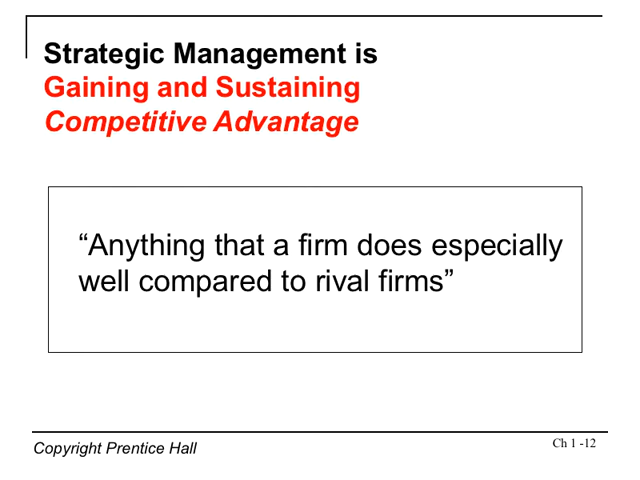 Strategic Management is
Gaining and Sustaining
Competitive Advantage
“Anything that a firm does especially
well compared to rival firms”
Copyright Prentice Hall
Ch 1 -12